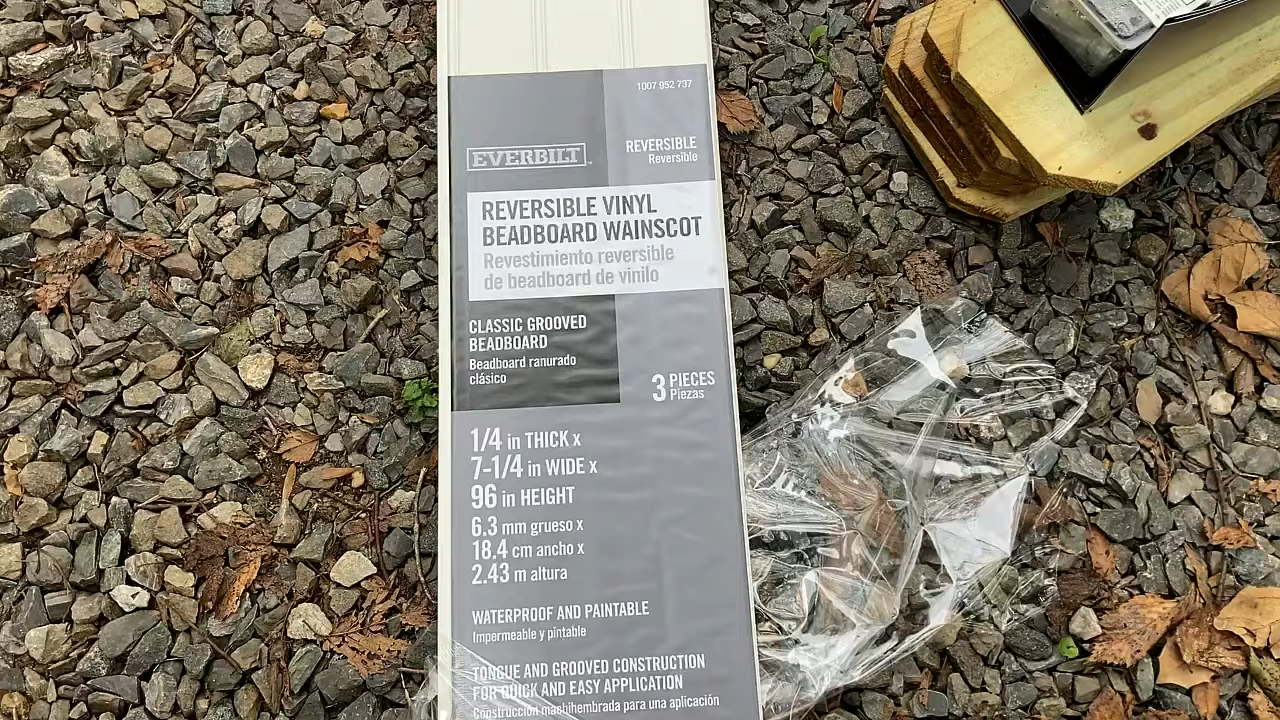 1007 952 737
EVERBILT
REVERSIBLE
Reversible
REVERSIBLE VINYL
BEADBOARD WAINSCOT
Revestimiento reversible
de beadboard de vinilo
CLASSIC GROOVED
BEADBOARD
Beadboard ranurado
clásico
3 PIECES
Piezas
1/4 in THICK x
7-1/4 in WIDE x
96 in HEIGHT
6.3 mm grueso x
18.4 cm ancho x
2.43 m altura
WATERPROOF AND PAINTABLE
Impermeable y pintable
TONGUE AND GROOVED CONSTRUCTION
FOR QUICK AND EASY APPLICATION
Construcción machihembrada para una aplicación